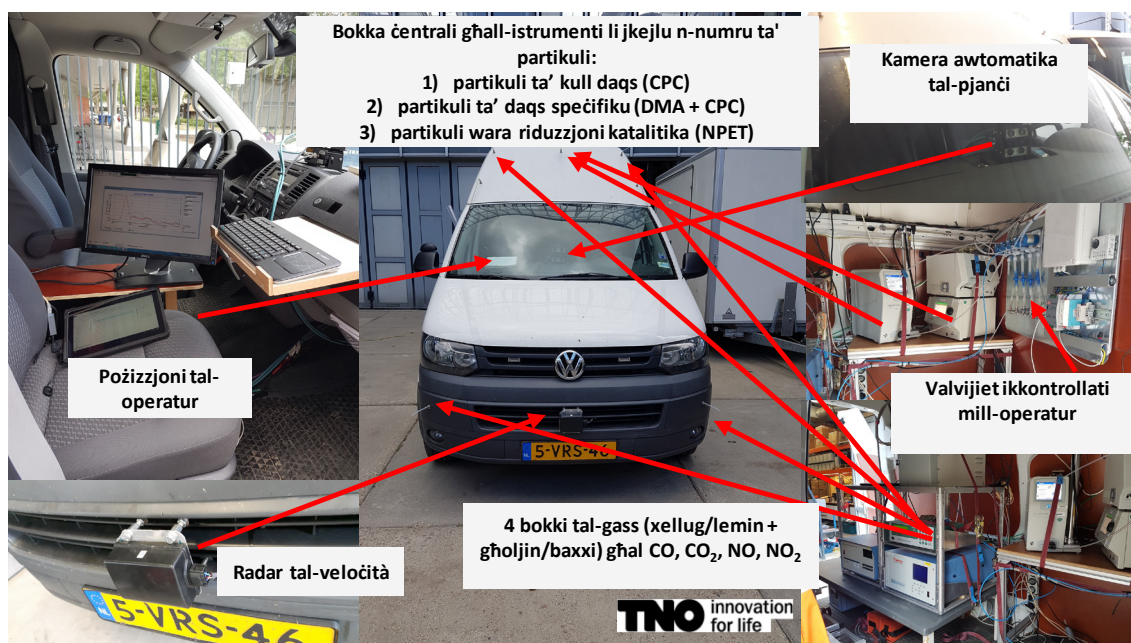 Bokka ċentrali għall-istrumenti li jkejlu n-numru ta'
partikuli:
1) partikuli ta' kull daqs (CPC)
2) partikuli ta' daqs speċifiku (DMA + CPC)
3) partikuli wara riduzzjoni katalitika (NPET)
Kamera awtomatika
tal-pjanċi
Pożizzjoni tal-
operatur
Valvijiet ikkontrollati
mill-operatur
NL 5-VRS-46
4 bokki tal-gass (xellug/lemin +
għoljin/baxxi) għal CO, CO₂, NO, NO₂
Radar tal-veloċità
NL 5-VRS-46
TNO innovation
for life